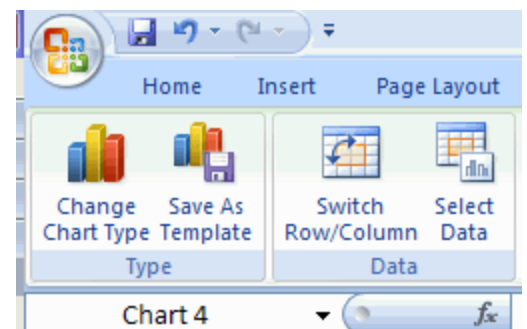 Home Insert Page Layout
Change Chart Type
Save As Template
Switch Row/Column
Select Data
Type Data
Chart 4 fx